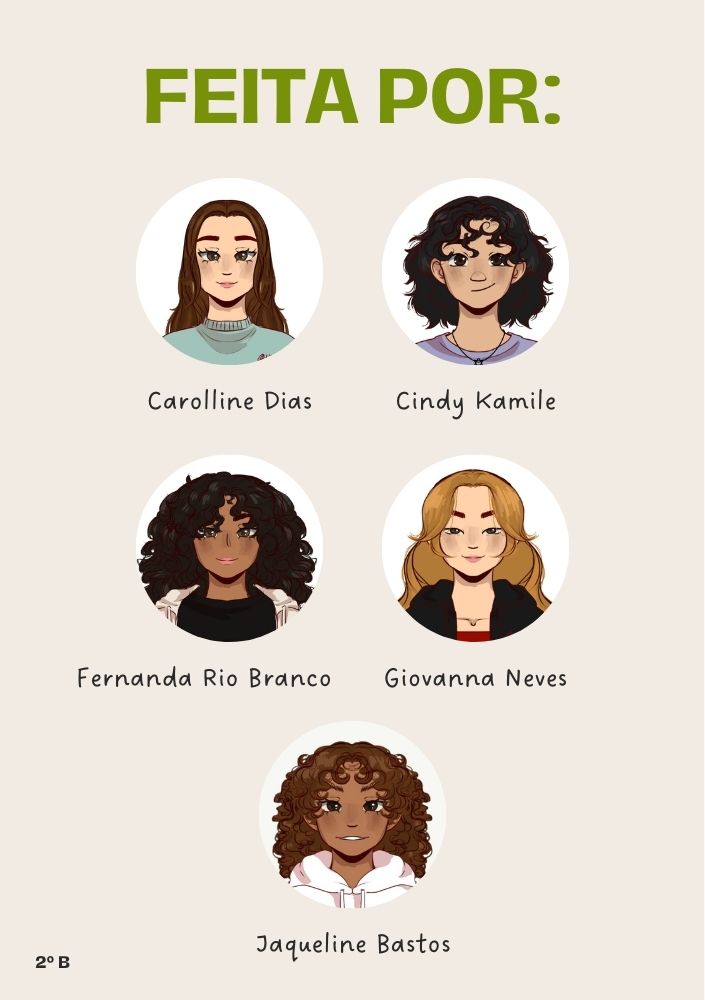 FEITA POR:
Carolline Dias
Cindy Kamile
Fernanda Rio Branco
Giovanna Neves
Jaqueline Bastos
2º B